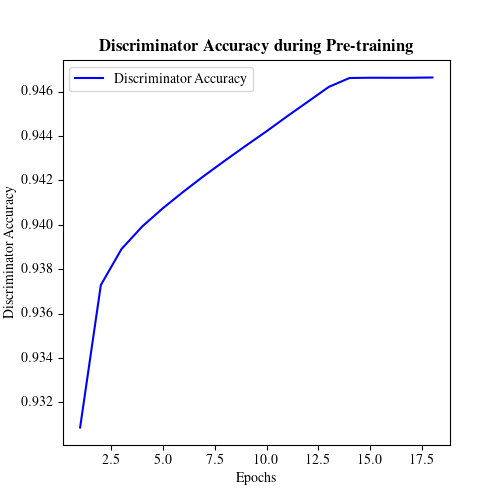 Discriminator Accuracy during Pre-training
Discriminator Accuracy
0.946
0.944
0.942
0.940
0.938
0.936
0.934
0.932
Discriminator Accuracy
2.5 5.0 7.5 10.0 12.5 15.0 17.5
Epochs